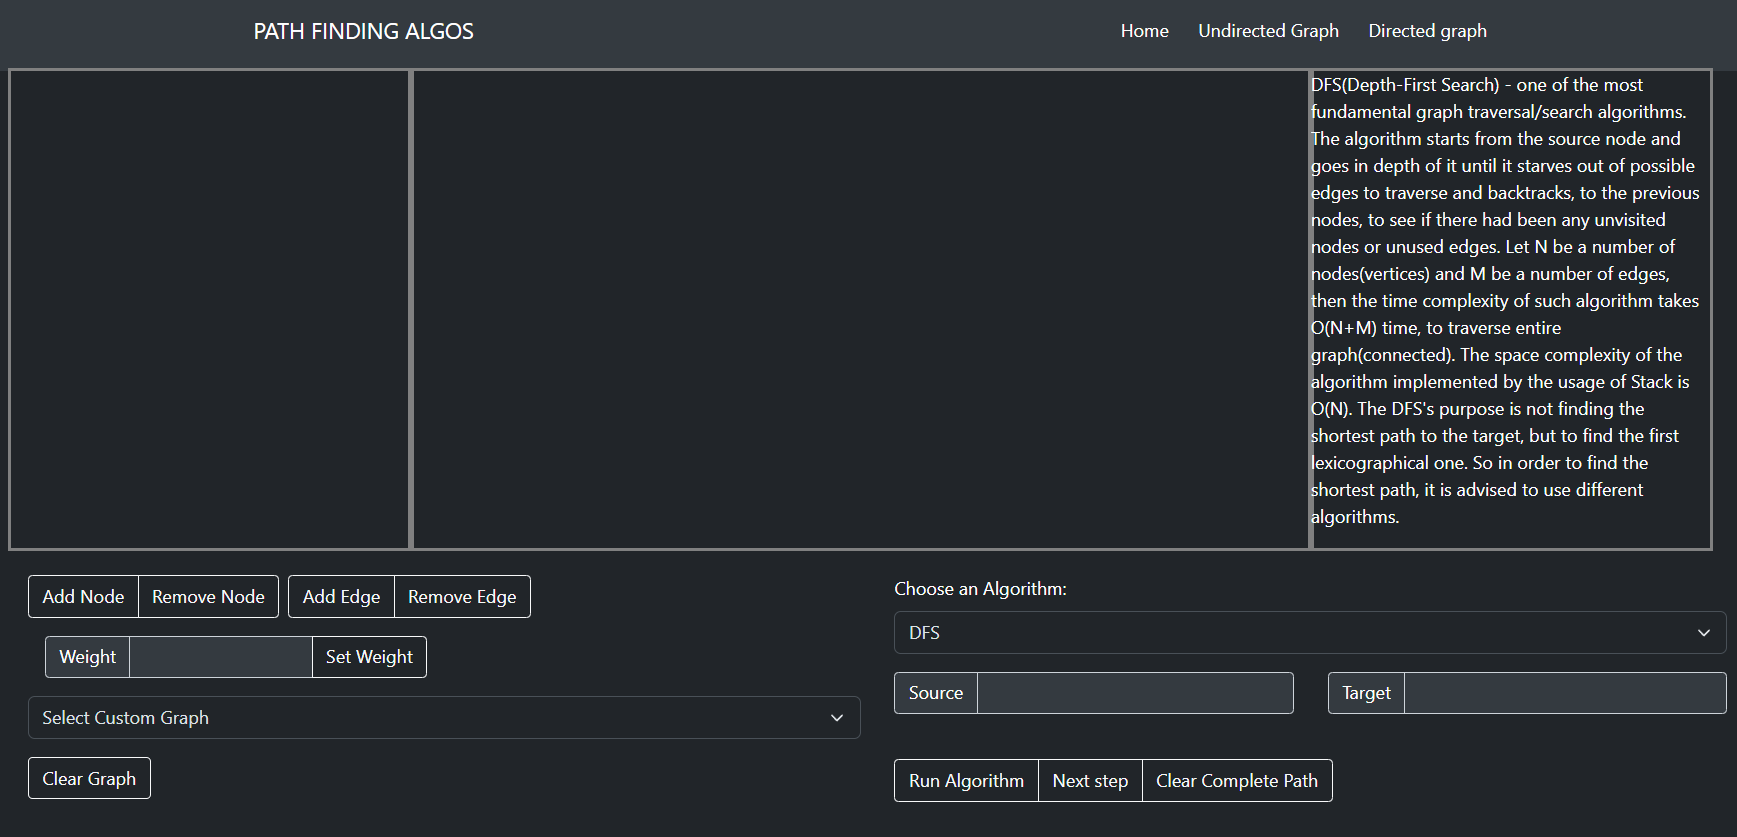 PATH FINDING ALGOS
Home
Undirected Graph
Directed graph
DFS(Depth-First Search) - one of the most
fundamental graph traversal/search algorithms.
The algorithm starts from the source node and
goes in depth of it until it starves out of possible
edges to traverse and backtracks, to the previous
nodes, to see if there had been any unvisited
nodes or unused edges. Let N be a number of
nodes(vertices) and M be a number of edges,
then the time complexity of such algorithm takes
O(N+M) time, to traverse entire
graph(connected). The space complexity of the
algorithm implemented by the usage of Stack is
O(N). The DFS's purpose is not finding the
shortest path to the target, but to find the first
lexicographical one. So in order to find the
shortest path, it is advised to use different
algorithms.
Add Node
Remove Node
Add Edge
Remove Edge
Weight
Set Weight
Select Custom Graph
Clear Graph
Choose an Algorithm:
DFS
Source
Target
Run Algorithm
Next step
Clear Complete Path